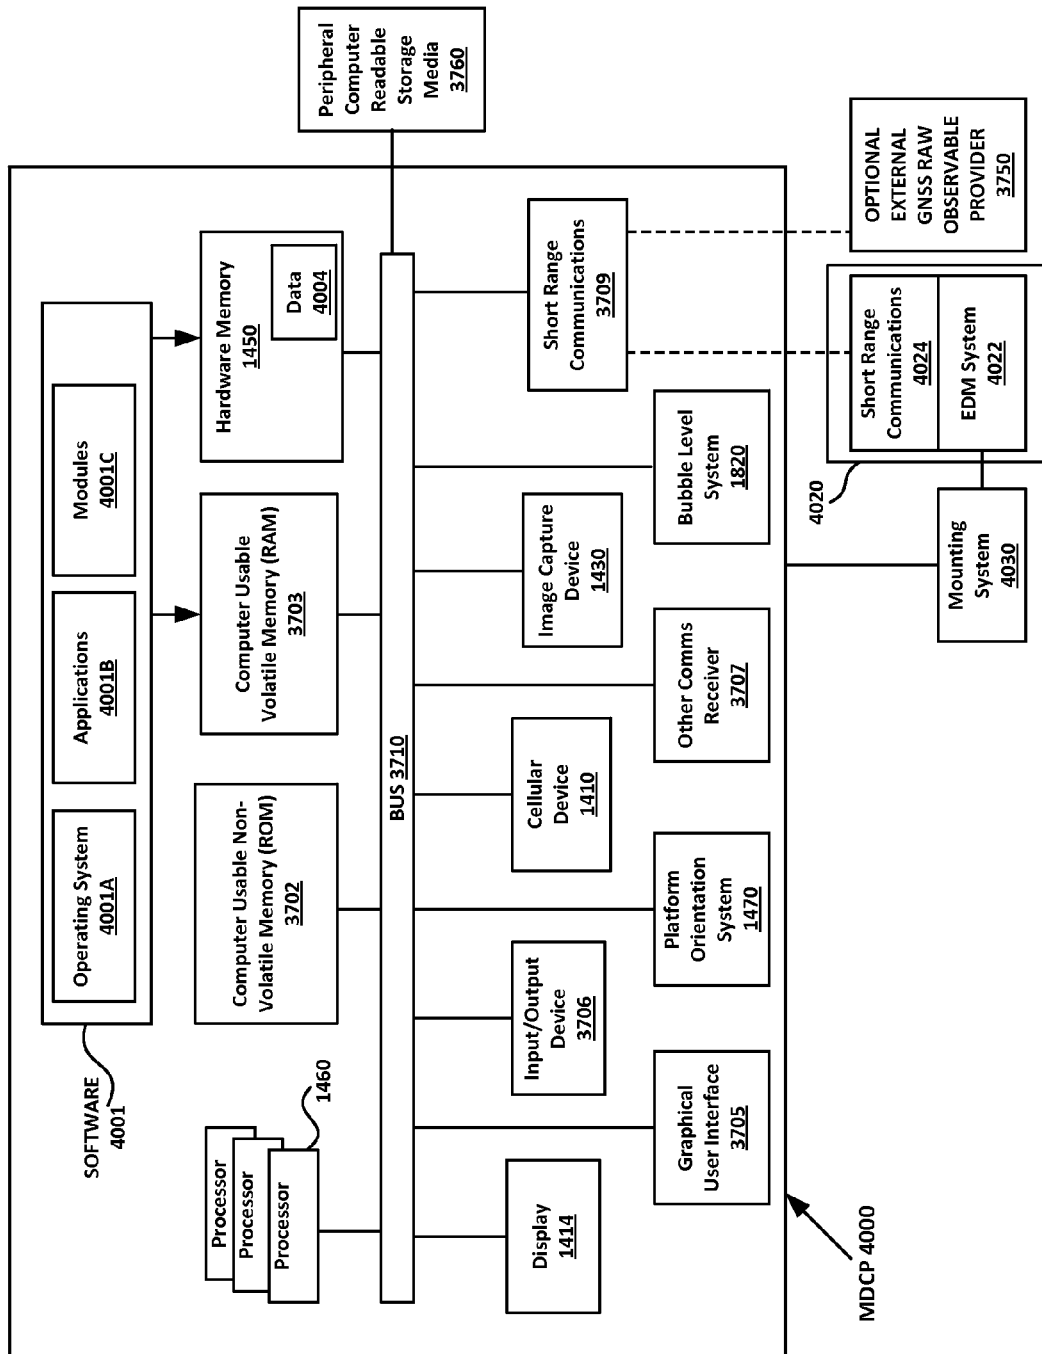 SOFTWARE
4001
Operating System
4001A
Applications
4001B
Modules
4001C
Processor
Processor
Processor
1460
Computer Usable Non-
Volatile Memory (ROM)
3702
Computer Usable
Volatile Memory (RAM)
3703
Hardware Memory
1450
Data
4004
Peripheral
Computer
Readable
Storage
Media
3760
BUS 3710
Display
1414
Input/Output
Device
3706
Cellular
Device
1410
Image Capture
Device
1430
Short Range
Communications
3709
Graphical
User Interface
3705
Platform
Orientation
System
1470
Other Comms
Receiver
3707
Bubble Level
System
1820
MDCP 4000
4020
Short Range
Communications
4024
EDM System
4022
OPTIONAL
EXTERNAL
GNSS RAW
OBSERVABLE
PROVIDER
3750
Mounting
System
4030